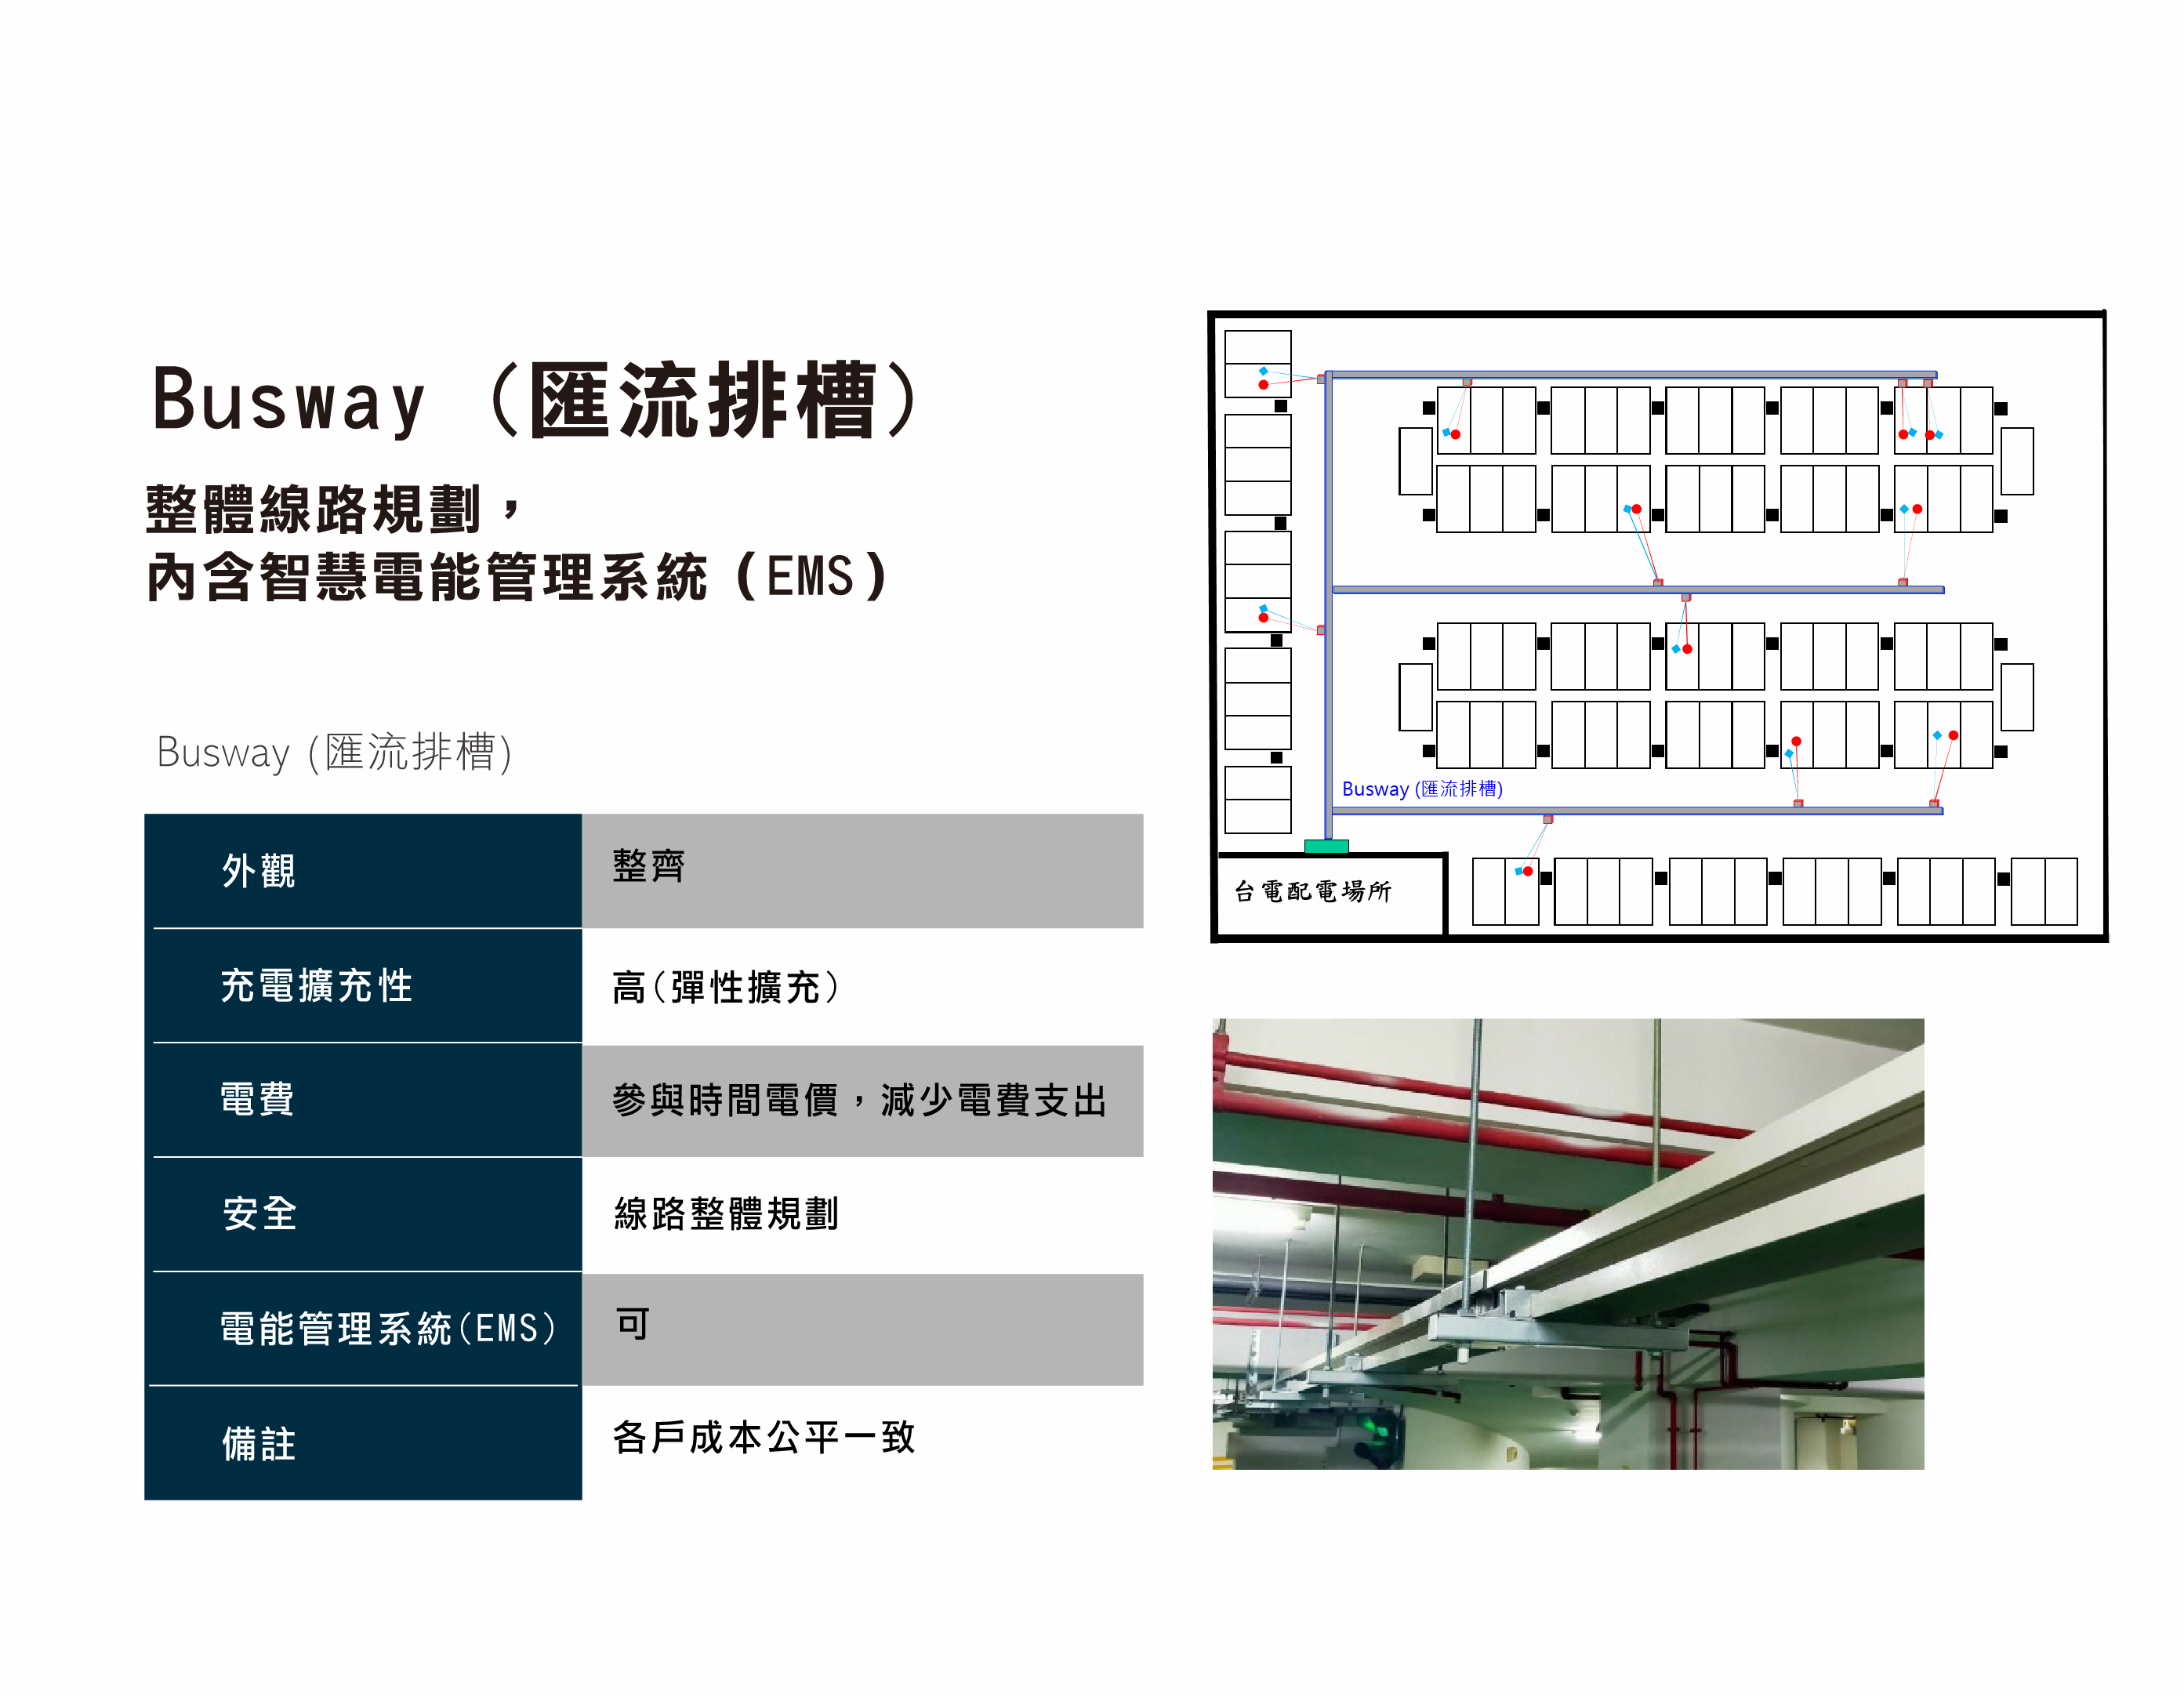 Busway (匯流排槽)
整體線路規劃，
內含智慧電能管理系統(EMS)
Busway (匯流排槽)
外觀 整齊
充電擴充性 高(彈性擴充)
電費 參與時間電價，減少電費支出
安全 線路整體規劃
電能管理系統(EMS) 可
備註 各戶成本公平一致
Busway (匯流排槽)
台電配電場所